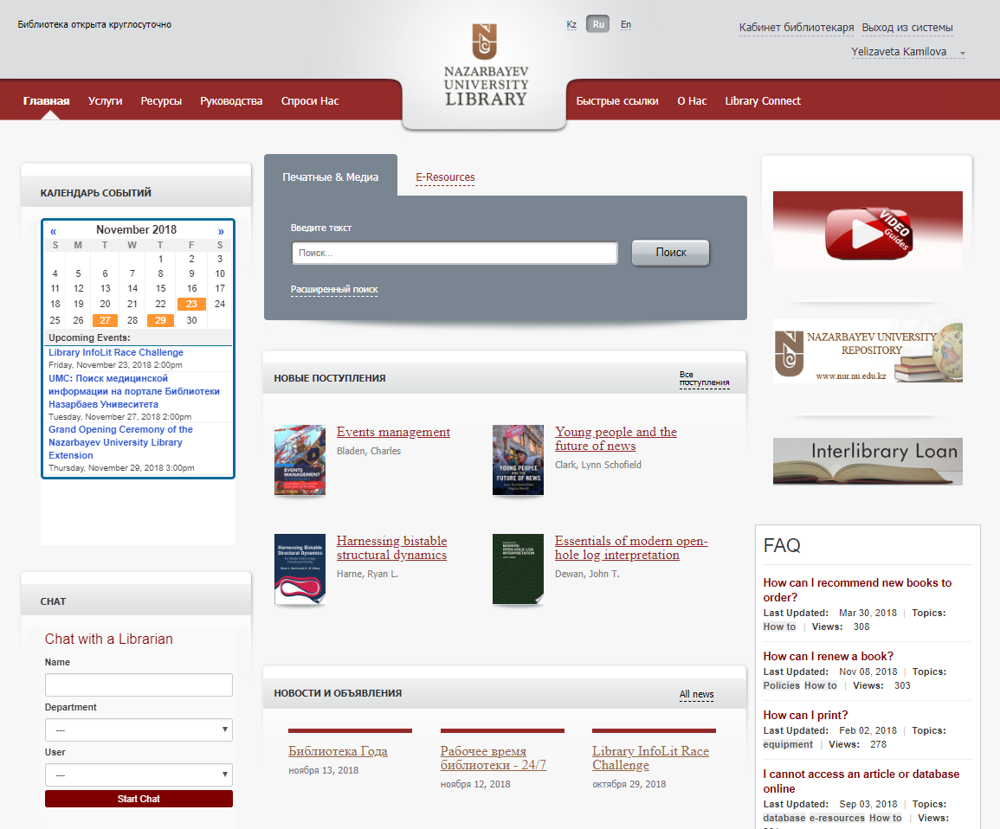 Библиотека открыта круглосуточно
Kz Ru En
Кабинет библиотекаря Выход из системы
Yelizaveta Kamilova
NAZARBAYEV
UNIVERSITY
LIBRARY
Главная Услуги Ресурсы Руководства Спроси Нас
Быстрые ссылки О Нас Library Connect
КАЛЕНДАРЬ СОБЫТИЙ
« November 2018 »
S M T W T F S
1 2 3
4 5 6 7 8 9 10
11 12 13 14 15 16 17
18 19 20 21 22 23 24
25 26 27 28 29 30
Upcoming Events:
Library InfoLit Race Challenge
Friday, November 23, 2018 2:00pm
UMC: Поиск медицинской
информации на портале Библиотеки
Назарбаев Унивеситета
Tuesday, November 27, 2018 2:00pm
Grand Opening Ceremony of the
Nazarbayev University Library
Extension
Thursday, November 29, 2018 3:00pm
CHAT
Chat with a Librarian
Name
Department
---
User
---
Start Chat
Печатные & Медиа
E-Resources
Введите текст
Поиск...
Поиск
Расширенный поиск
НОВЫЕ ПОСТУПЛЕНИЯ
Все
поступления
EVENTS
MANAGEMENT
Events management
Bladen, Charles
YOUNG PEOPLE
AND THE
FUTURE OF NEWS
Young people and the
future of news
Clark, Lynn Schofield
Harnessing Bistable
Structural Dynamics
Harnessing bistable
structural dynamics
Harne, Ryan L.
MODERN
OPEN-HOLE LOG
INTERPRETATION
Essentials of modern open-
hole log interpretation
Dewan, John T.
НОВОСТИ И ОБЪЯВЛЕНИЯ
All news
Библиотека Года
ноября 13, 2018
Рабочее время
библиотеки - 24/7
ноября 12, 2018
Library InfoLit Race
Challenge
октября 29, 2018
VIDEO
Guides
NAZARBAYEV UNIVERSITY
REPOSITORY
www.nur.nu.edu.kz
Interlibrary Loan
FAQ
How can I recommend new books to
order?
Last Updated: Mar 30, 2018 | Topics:
How to | Views: 308
How can I renew a book?
Last Updated: Nov 08, 2018 | Topics:
Policies How to | Views: 303
How can I print?
Last Updated: Feb 02, 2018 | Topics:
equipment | Views: 278
I cannot access an article or database
online
Last Updated: Sep 03, 2018 | Topics:
database e-resources How to | Views: